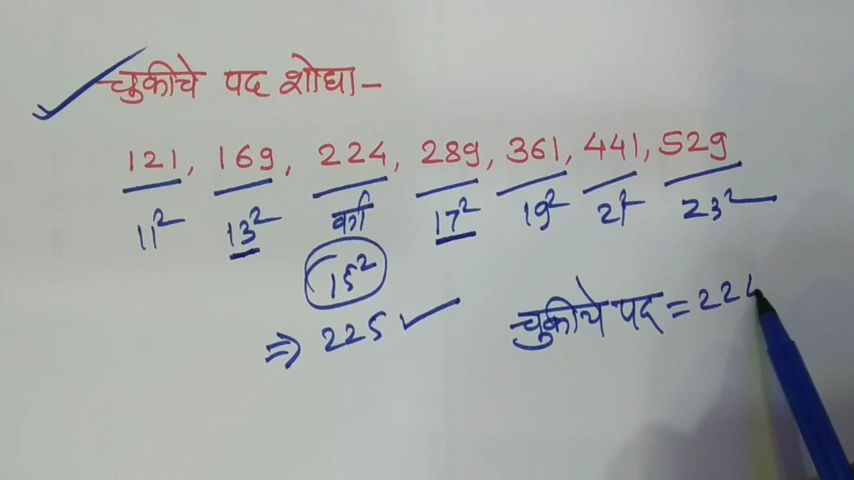 चुकीचे पद शोधा–
121, 169, 224, 289, 361, 441, 529
11² 13² वर्ग 17² 19² 21² 23²
15²
⇒ 225 ✓
चुकीचे पद = 224